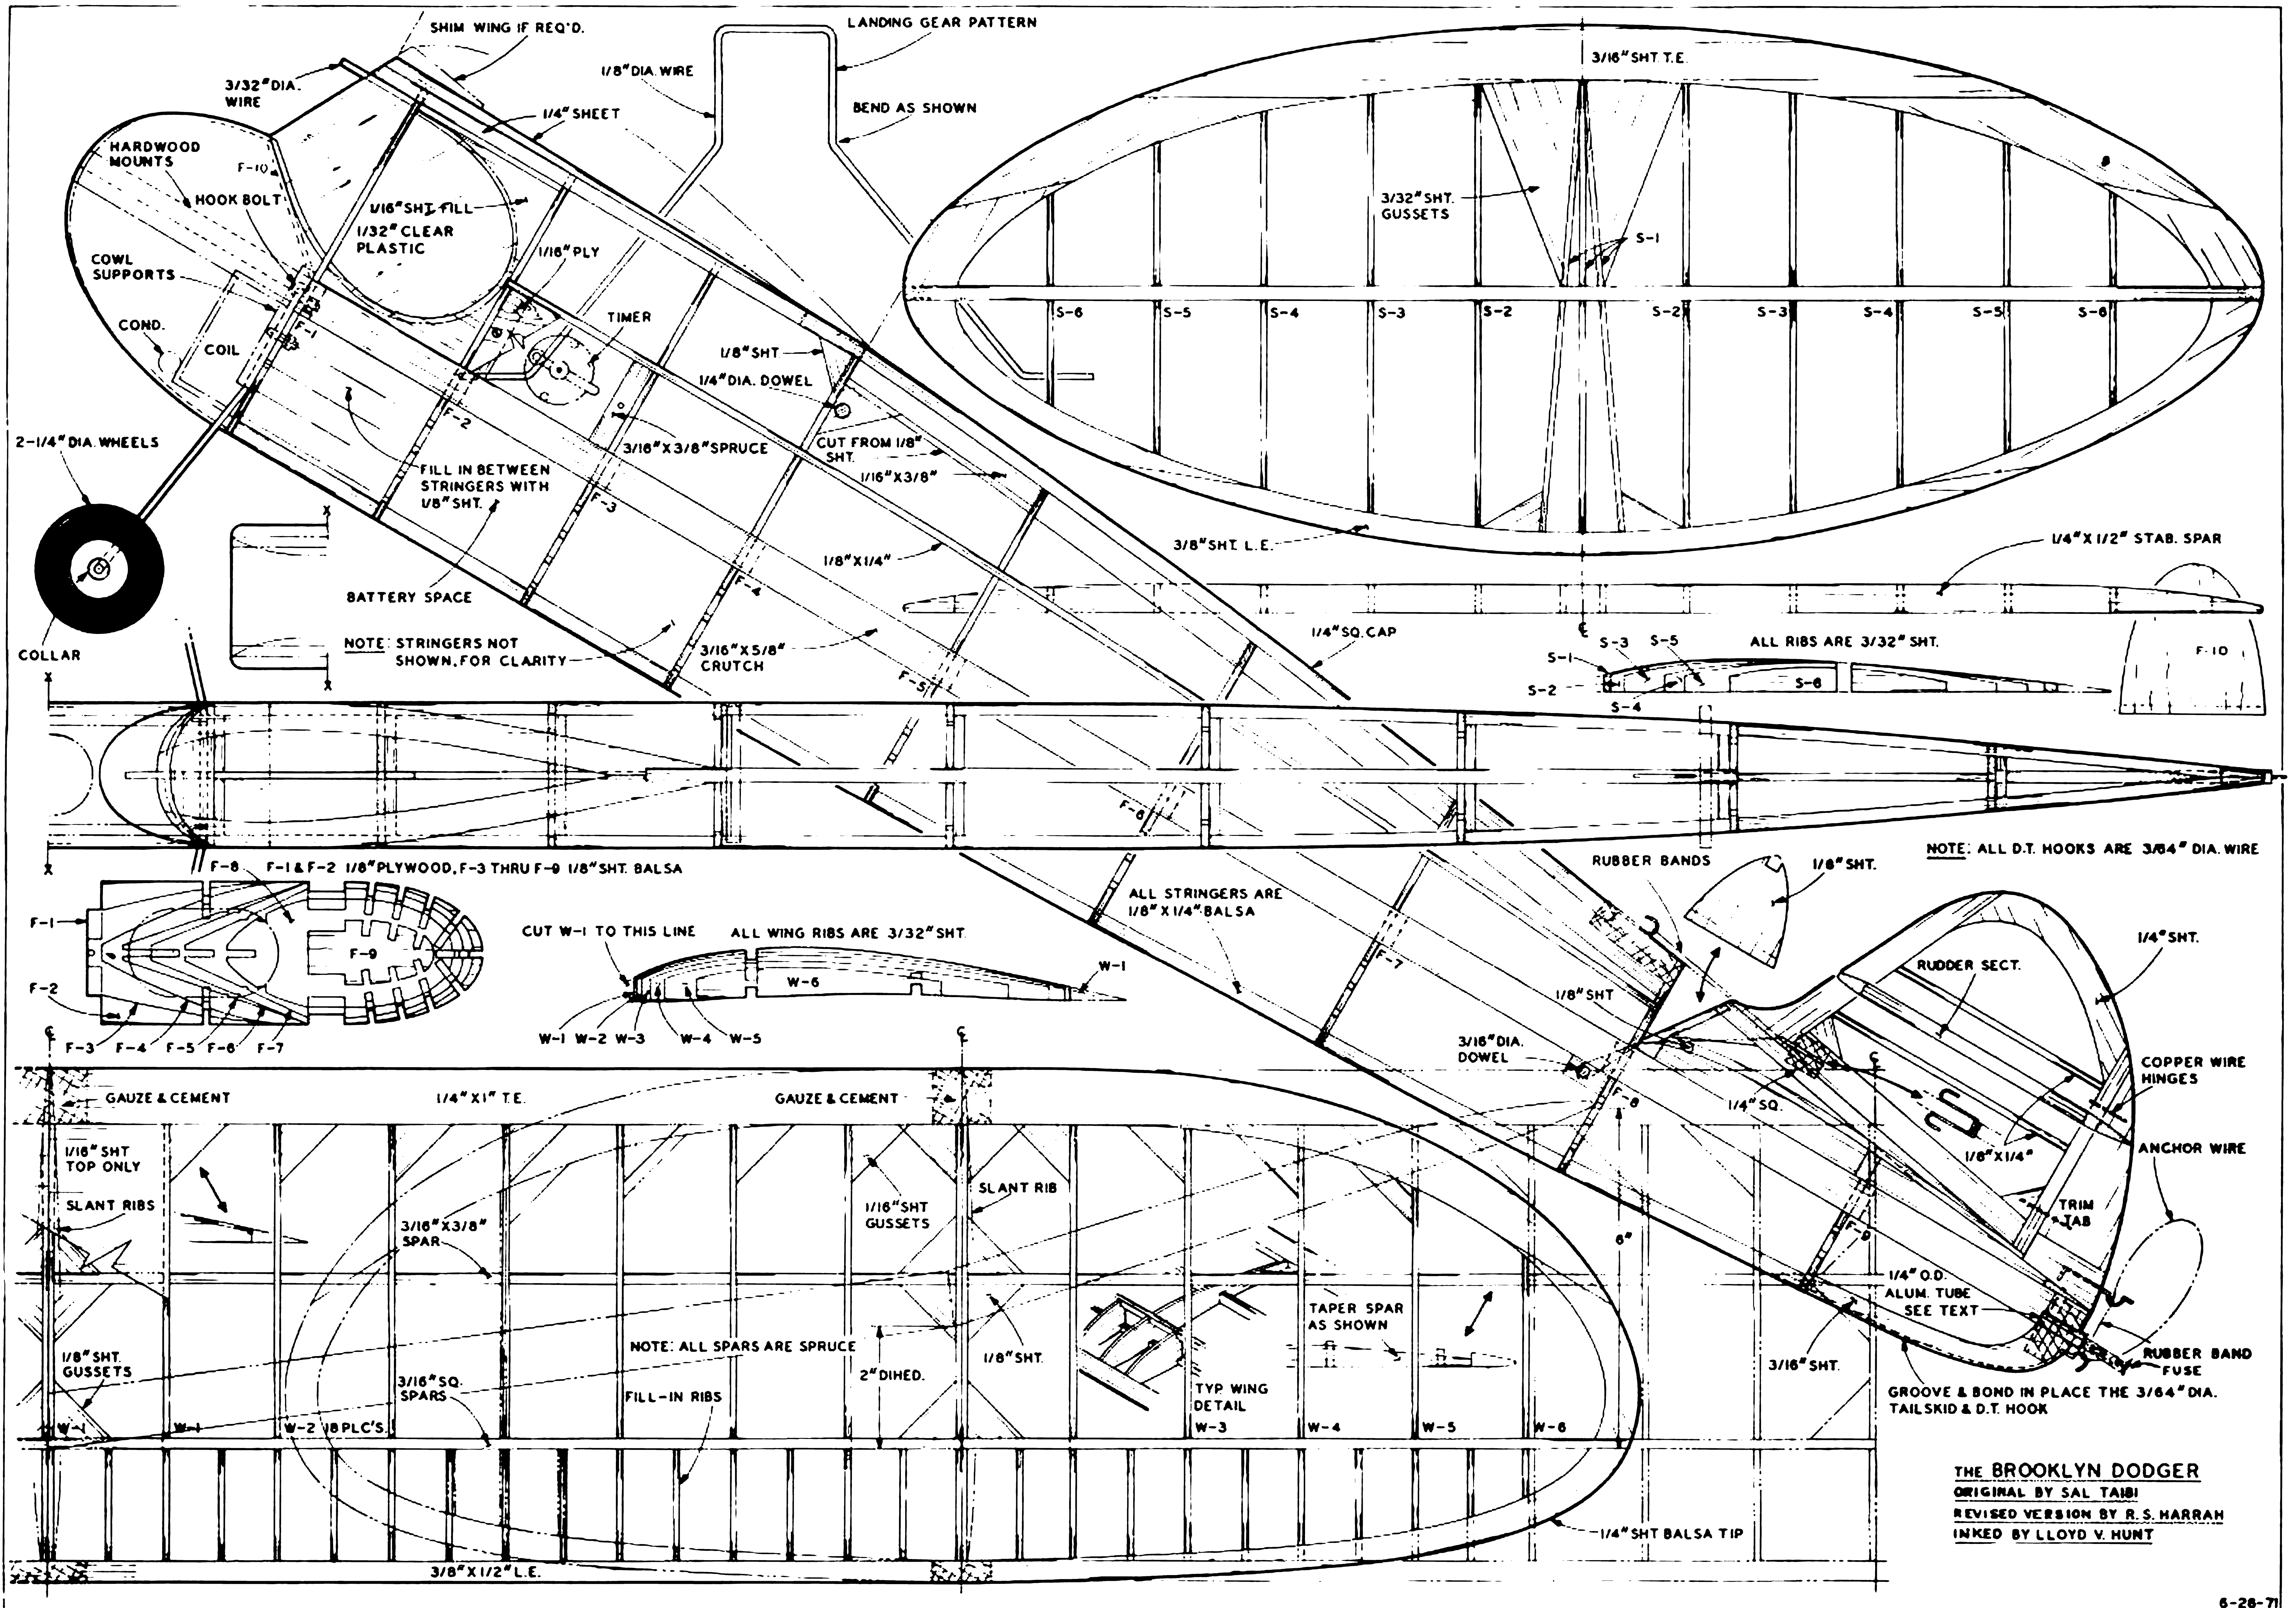 SHIM WING IF REQ'D.
LANDING GEAR PATTERN
3/32" DIA.
WIRE
1/8" DIA. WIRE
1/4" SHEET
BEND AS SHOWN
3/16" SHT. T.E.
HARDWOOD
MOUNTS
F-10
HOOK BOLT
1/16" SHT. FILL
1/32" CLEAR
PLASTIC
3/32" SHT.
GUSSETS
S-1
COWL
SUPPORTS
1/16" PLY
F-1
COND.
COIL
TIMER
S-6
S-5
S-4
S-3
S-2
S-2
S-3
S-4
S-5
S-6
1/8" SHT
1/4" DIA. DOWEL
F-2
2-1/4" DIA. WHEELS
3/16" X 3/8" SPRUCE
CUT FROM 1/8"
SHT.
1/16" X 3/8"
FILL IN BETWEEN
STRINGERS WITH
1/8" SHT.
F-3
X
3/8" SHT. L.E.
1/4" X 1/2" STAB. SPAR
1/8" X 1/4"
F-4
BATTERY SPACE
COLLAR
NOTE: STRINGERS NOT
SHOWN, FOR CLARITY
3/16" X 5/8"
CRUTCH
1/4" SQ. CAP
℄
S-3
S-5
ALL RIBS ARE 3/32" SHT.
S-1
S-2
S-4
S-6
F-10
F-5
X
X
F-6
X
NOTE: ALL D.T. HOOKS ARE 3/64" DIA. WIRE
F-8
F-1 & F-2 1/8" PLYWOOD, F-3 THRU F-9 1/8" SHT. BALSA
RUBBER BANDS
1/8" SHT.
ALL STRINGERS ARE
1/8" X 1/4" BALSA
F-1
F-9
F-2
F-3
F-4
F-5
F-6
F-7
CUT W-1 TO THIS LINE
ALL WING RIBS ARE 3/32" SHT.
W-1
W-6
W-1
W-2
W-3
W-4
W-5
F-7
1/4" SHT.
RUDDER SECT.
1/8" SHT
3/16" DIA.
DOWEL
F-8
COPPER WIRE
HINGES
1/4" SQ.
1/8" X 1/4"
ANCHOR WIRE
℄
℄
℄
GAUZE & CEMENT
1/4" X 1" T.E.
GAUZE & CEMENT
1/16" SHT
TOP ONLY
SLANT RIBS
1/16" SHT
GUSSETS
SLANT RIB
3/16" X 3/8"
SPAR
6"
TRIM
TAB
F-9
1/4" O.D.
ALUM. TUBE
SEE TEXT
TAPER SPAR
AS SHOWN
NOTE: ALL SPARS ARE SPRUCE
1/8" SHT.
1/8" SHT.
GUSSETS
2" DIHED.
3/16" SQ.
SPARS
FILL-IN RIBS
TYP. WING
DETAIL
3/16" SHT.
RUBBER BAND
FUSE
GROOVE & BOND IN PLACE THE 3/64" DIA.
TAILSKID & D.T. HOOK
W-1
W-1
W-2 18 PLC'S.
W-3
W-4
W-5
W-6
1/4" SHT BALSA TIP
3/8" X 1/2" L.E.
THE BROOKLYN DODGER
ORIGINAL BY SAL TAIBI
REVISED VERSION BY R.S. HARRAH
INKED BY LLOYD V. HUNT
6-28-71